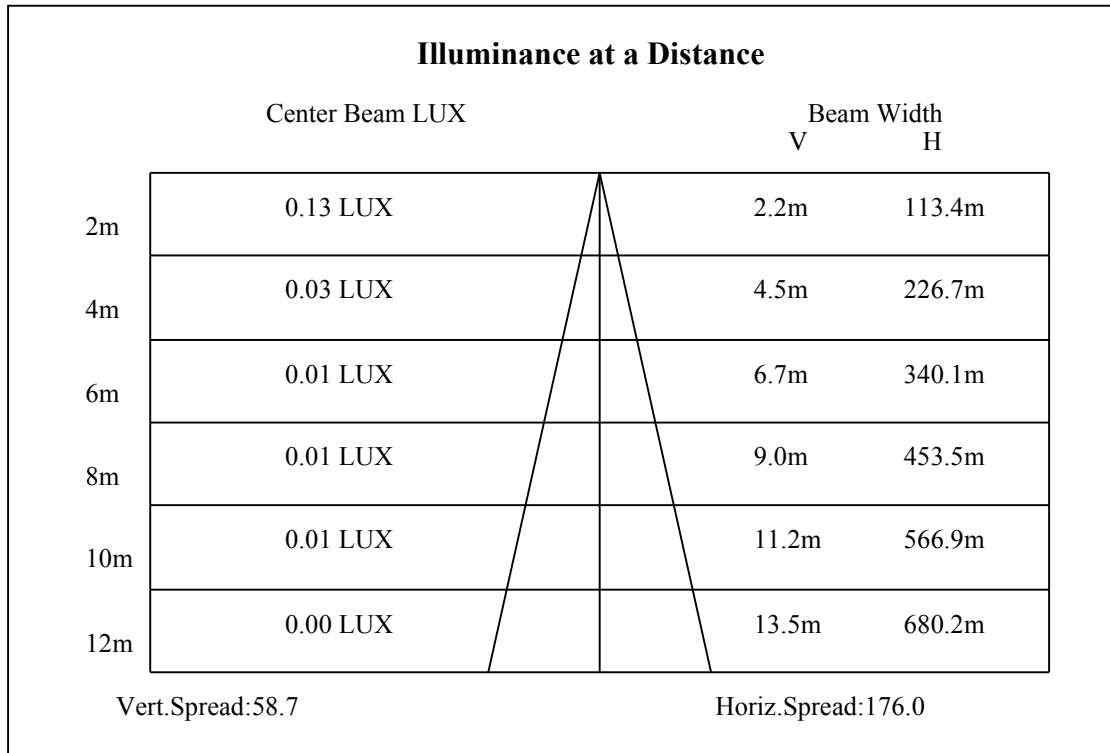 Illuminance at a Distance
Center Beam LUX Beam Width
V H
2m 0.13 LUX 2.2m 113.4m
4m 0.03 LUX 4.5m 226.7m
6m 0.01 LUX 6.7m 340.1m
8m 0.01 LUX 9.0m 453.5m
10m 0.01 LUX 11.2m 566.9m
12m 0.00 LUX 13.5m 680.2m
Vert.Spread:58.7 Horiz.Spread:176.0